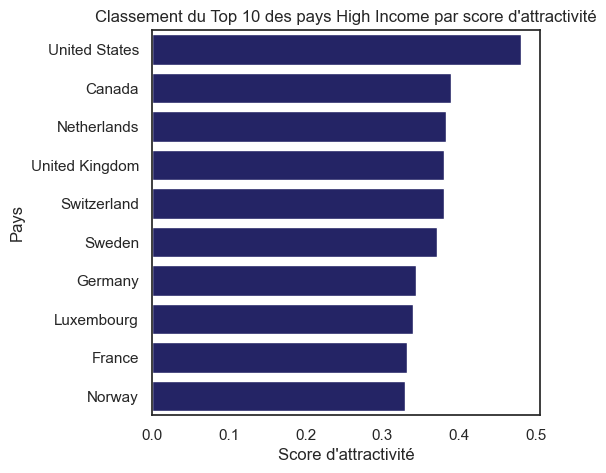 Classement du Top 10 des pays High Income par score d'attractivité
United States
Canada
Netherlands
United Kingdom
Switzerland
Sweden
Germany
Luxembourg
France
Norway
Pays
0.0 0.1 0.2 0.3 0.4 0.5
Score d'attractivité